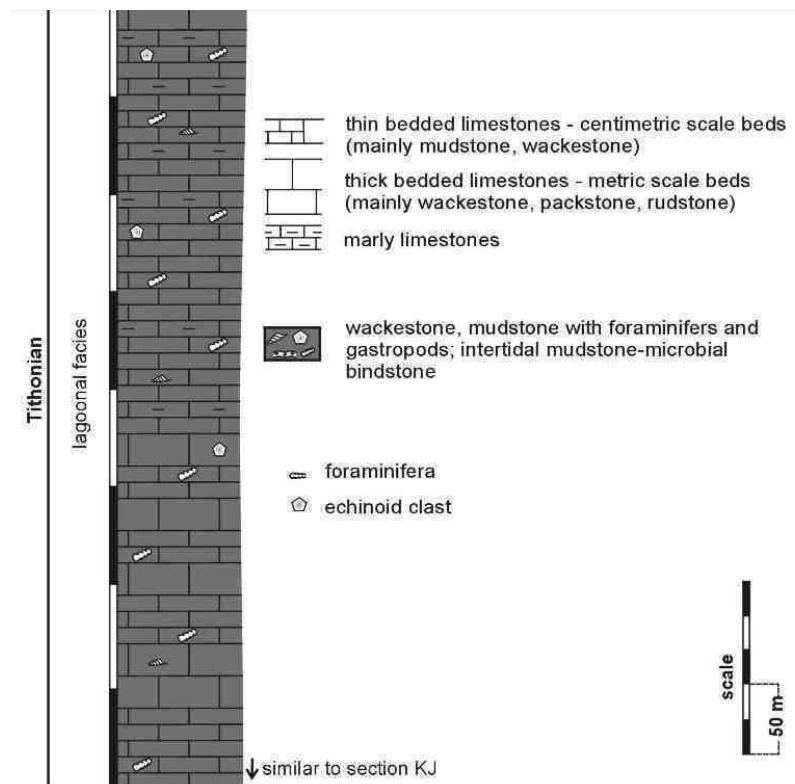 Tithonian
lagoonal facies
thin bedded limestones - centimetric scale beds
(mainly mudstone, wackestone)
thick bedded limestones - metric scale beds
(mainly wackestone, packstone, rudstone)
marly limestones
wackestone, mudstone with foraminifers and
gastropods; intertidal mudstone-microbial
bindstone
foraminifera
echinoid clast
scale
50 m
similar to section KJ